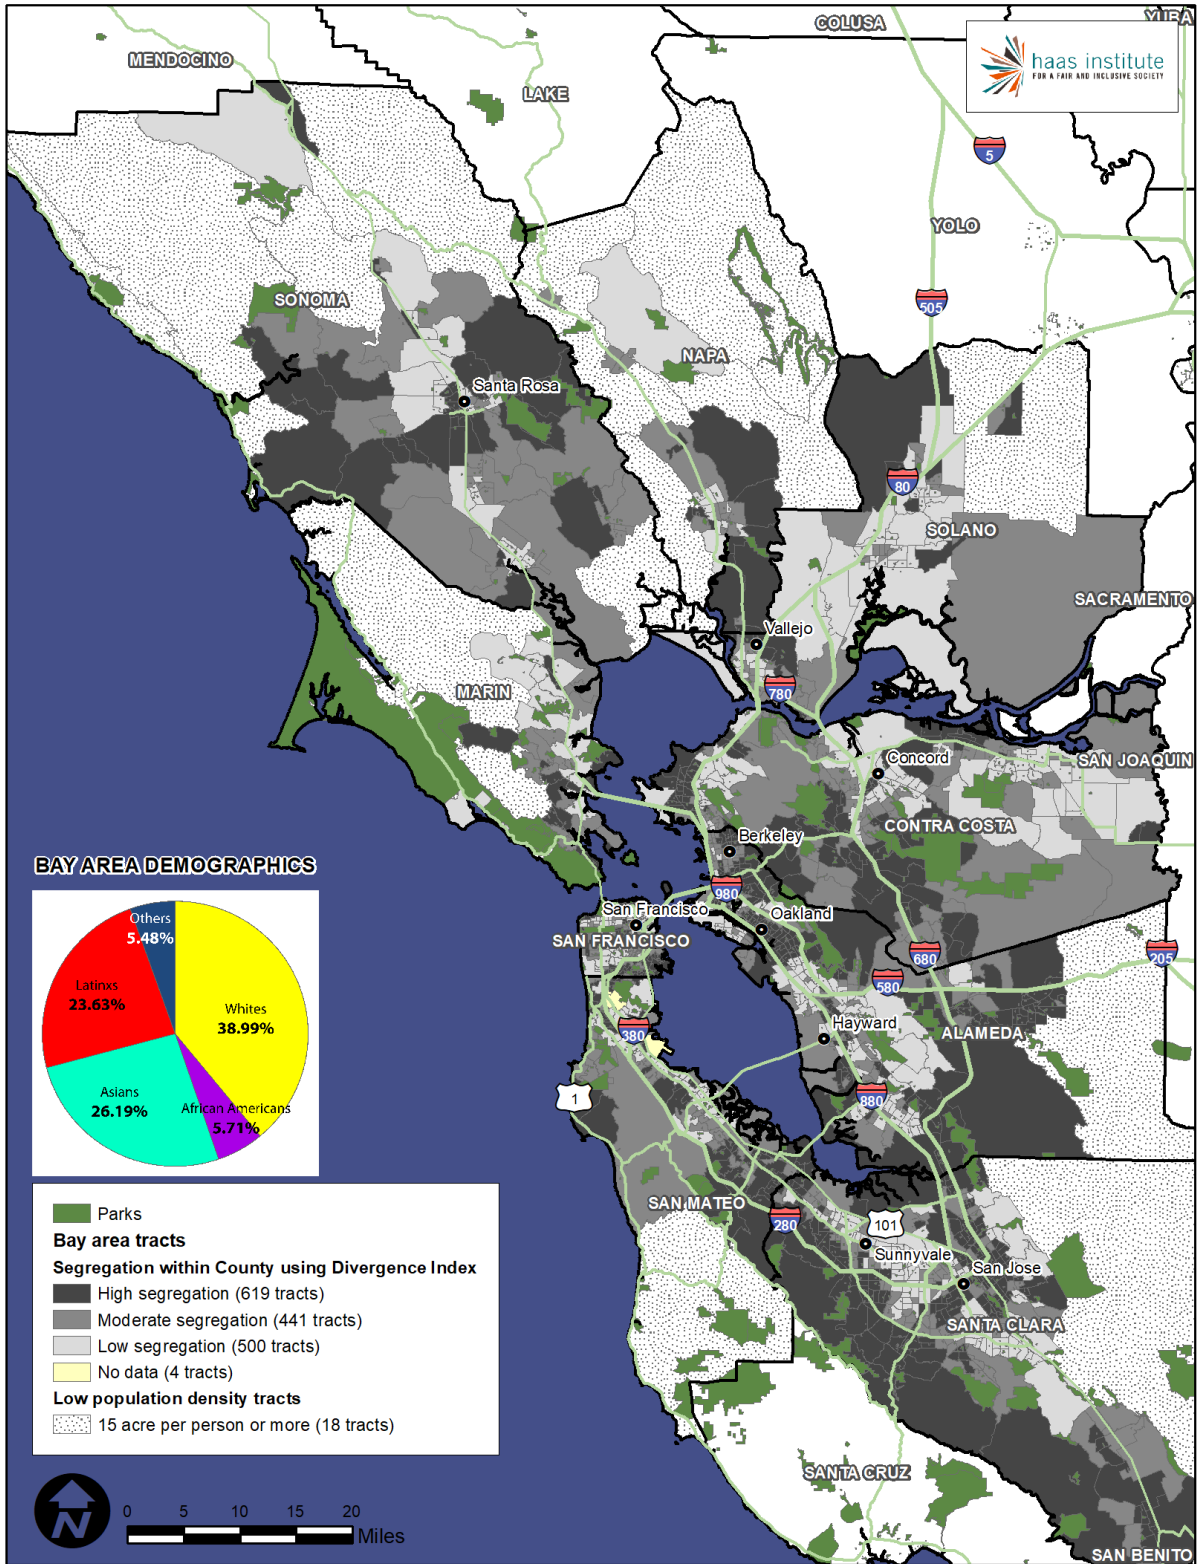 COLUSA
YUBA
MENDOCINO
haas institute
FOR A FAIR AND INCLUSIVE SOCIETY
LAKE
5
YOLO
SONOMA
505
NAPA
Santa Rosa
80
SOLANO
SACRAMENTO
Vallejo
MARIN
780
Concord
SAN JOAQUIN
CONTRA COSTA
Berkeley
BAY AREA DEMOGRAPHICS
980
San Francisco
Oakland
SAN FRANCISCO
680
205
580
Others
5.48%
Latinxs
23.63%
Whites
38.99%
Asians
26.19%
African Americans
5.71%
380
Hayward
ALAMEDA
1
880
SAN MATEO
280
101
Sunnyvale
San Jose
SANTA CLARA
Parks
Bay area tracts
Segregation within County using Divergence Index
High segregation (619 tracts)
Moderate segregation (441 tracts)
Low segregation (500 tracts)
No data (4 tracts)
Low population density tracts
15 acre per person or more (18 tracts)
SANTA CRUZ
N
0 5 10 15 20
Miles
SAN BENITO